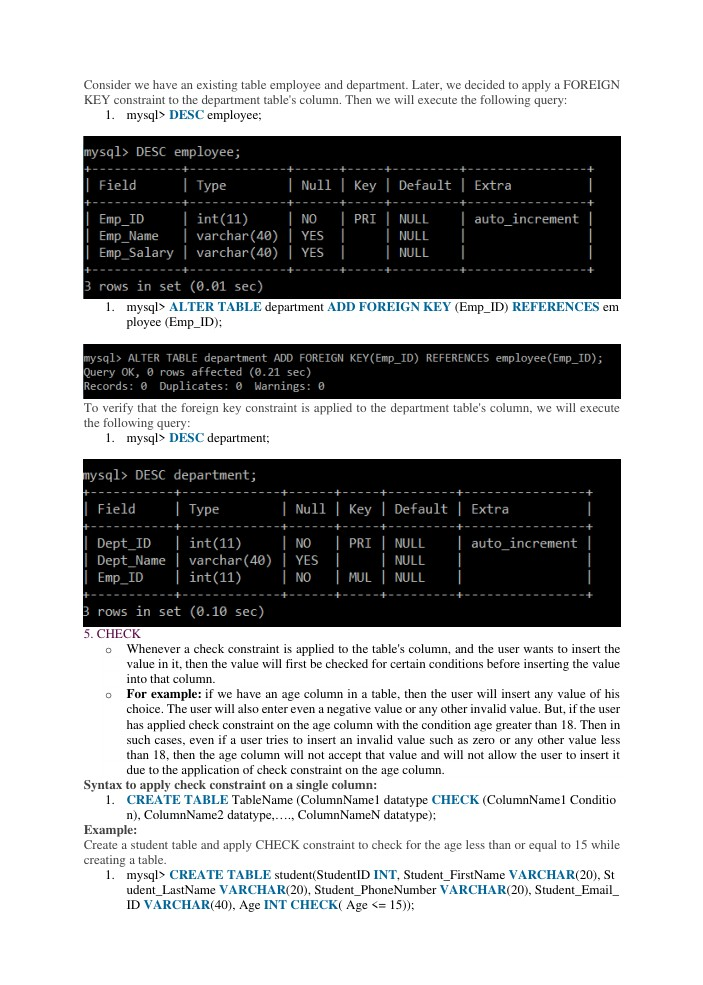 Consider we have an existing table employee and department. Later, we decided to apply a FOREIGN
KEY constraint to the department table's column. Then we will execute the following query:
1. mysql> DESC employee;
mysql> DESC employee;
+------------+-------------+------+-----+---------+----------------+
| Field | Type | Null | Key | Default | Extra |
+------------+-------------+------+-----+---------+----------------+
| Emp_ID | int(11) | NO | PRI | NULL | auto_increment |
| Emp_Name | varchar(40) | YES | | NULL | |
| Emp_Salary | varchar(40) | YES | | NULL | |
+------------+-------------+------+-----+---------+----------------+
3 rows in set (0.01 sec)
1. mysql> ALTER TABLE department ADD FOREIGN KEY (Emp_ID) REFERENCES em
ployee (Emp_ID);
mysql> ALTER TABLE department ADD FOREIGN KEY(Emp_ID) REFERENCES employee(Emp_ID);
Query OK, 0 rows affected (0.21 sec)
Records: 0 Duplicates: 0 Warnings: 0
To verify that the foreign key constraint is applied to the department table's column, we will execute
the following query:
1. mysql> DESC department;
mysql> DESC department;
+-----------+-------------+------+-----+---------+----------------+
| Field | Type | Null | Key | Default | Extra |
+-----------+-------------+------+-----+---------+----------------+
| Dept_ID | int(11) | NO | PRI | NULL | auto_increment |
| Dept_Name | varchar(40) | YES | | NULL | |
| Emp_ID | int(11) | NO | MUL | NULL | |
+-----------+-------------+------+-----+---------+----------------+
3 rows in set (0.10 sec)
5. CHECK
o Whenever a check constraint is applied to the table's column, and the user wants to insert the
value in it, then the value will first be checked for certain conditions before inserting the value
into that column.
o For example: if we have an age column in a table, then the user will insert any value of his
choice. The user will also enter even a negative value or any other invalid value. But, if the user
has applied check constraint on the age column with the condition age greater than 18. Then in
such cases, even if a user tries to insert an invalid value such as zero or any other value less
than 18, then the age column will not accept that value and will not allow the user to insert it
due to the application of check constraint on the age column.
Syntax to apply check constraint on a single column:
1. CREATE TABLE TableName (ColumnName1 datatype CHECK (ColumnName1 Conditio
n), ColumnName2 datatype,…., ColumnNameN datatype);
Example:
Create a student table and apply CHECK constraint to check for the age less than or equal to 15 while
creating a table.
1. mysql> CREATE TABLE student(StudentID INT, Student_FirstName VARCHAR(20), St
udent_LastName VARCHAR(20), Student_PhoneNumber VARCHAR(20), Student_Email_
ID VARCHAR(40), Age INT CHECK( Age <= 15));